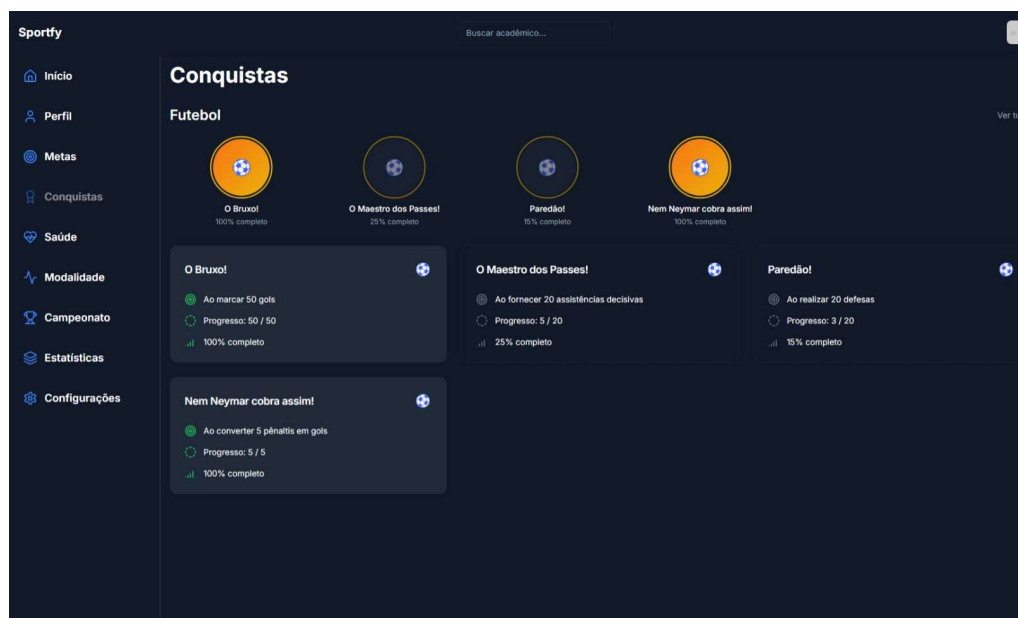 Sportfy
Buscar acadêmico...
Início
Perfil
Metas
Conquistas
Saúde
Modalidade
Campeonato
Estatísticas
Configurações
Conquistas
Futebol
Ver
O Bruxo!
100% completo
O Maestro dos Passes!
25% completo
Paredão!
15% completo
Nem Neymar cobra assim!
100% completo
O Bruxo!
Ao marcar 50 gols
Progresso: 50 / 50
100% completo
O Maestro dos Passes!
Ao fornecer 20 assistências decisivas
Progresso: 5 / 20
25% completo
Paredão!
Ao realizar 20 defesas
Progresso: 3 / 20
15% completo
Nem Neymar cobra assim!
Ao converter 5 pênaltis em gols
Progresso: 5 / 5
100% completo